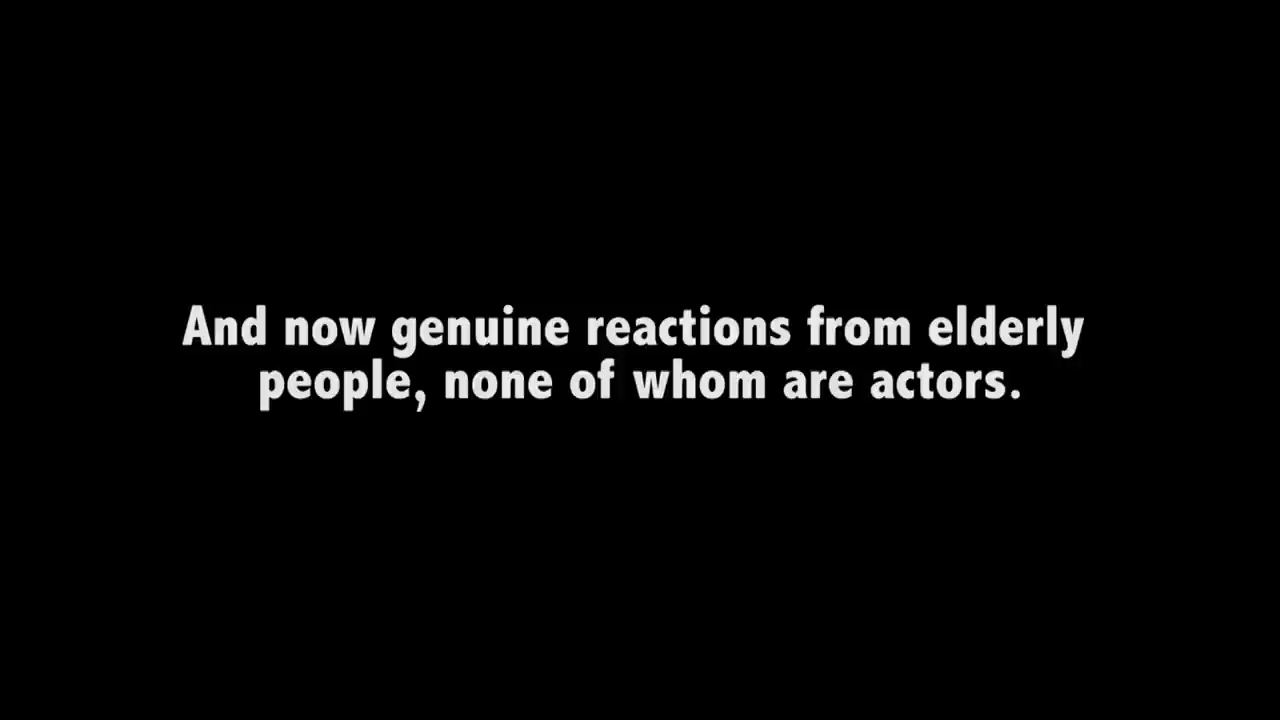 And now genuine reactions from elderly
people, none of whom are actors.